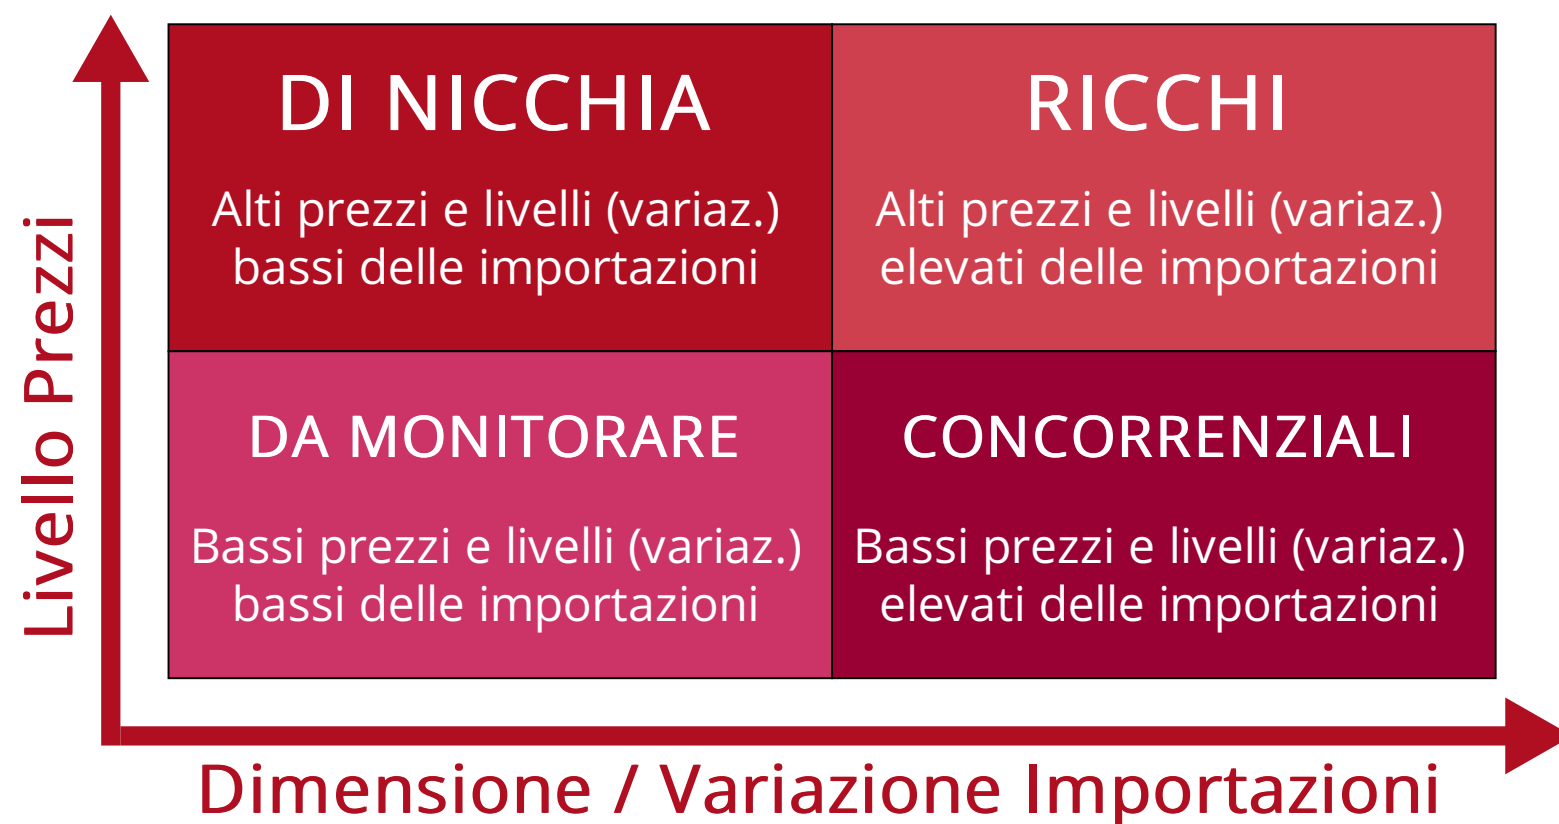 Livello Prezzi
DI NICCHIA
Alti prezzi e livelli (variaz.)
bassi delle importazioni
RICCHI
Alti prezzi e livelli (variaz.)
elevati delle importazioni
DA MONITORARE
Bassi prezzi e livelli (variaz.)
bassi delle importazioni
CONCORRENZIALI
Bassi prezzi e livelli (variaz.)
elevati delle importazioni
Dimensione / Variazione Importazioni